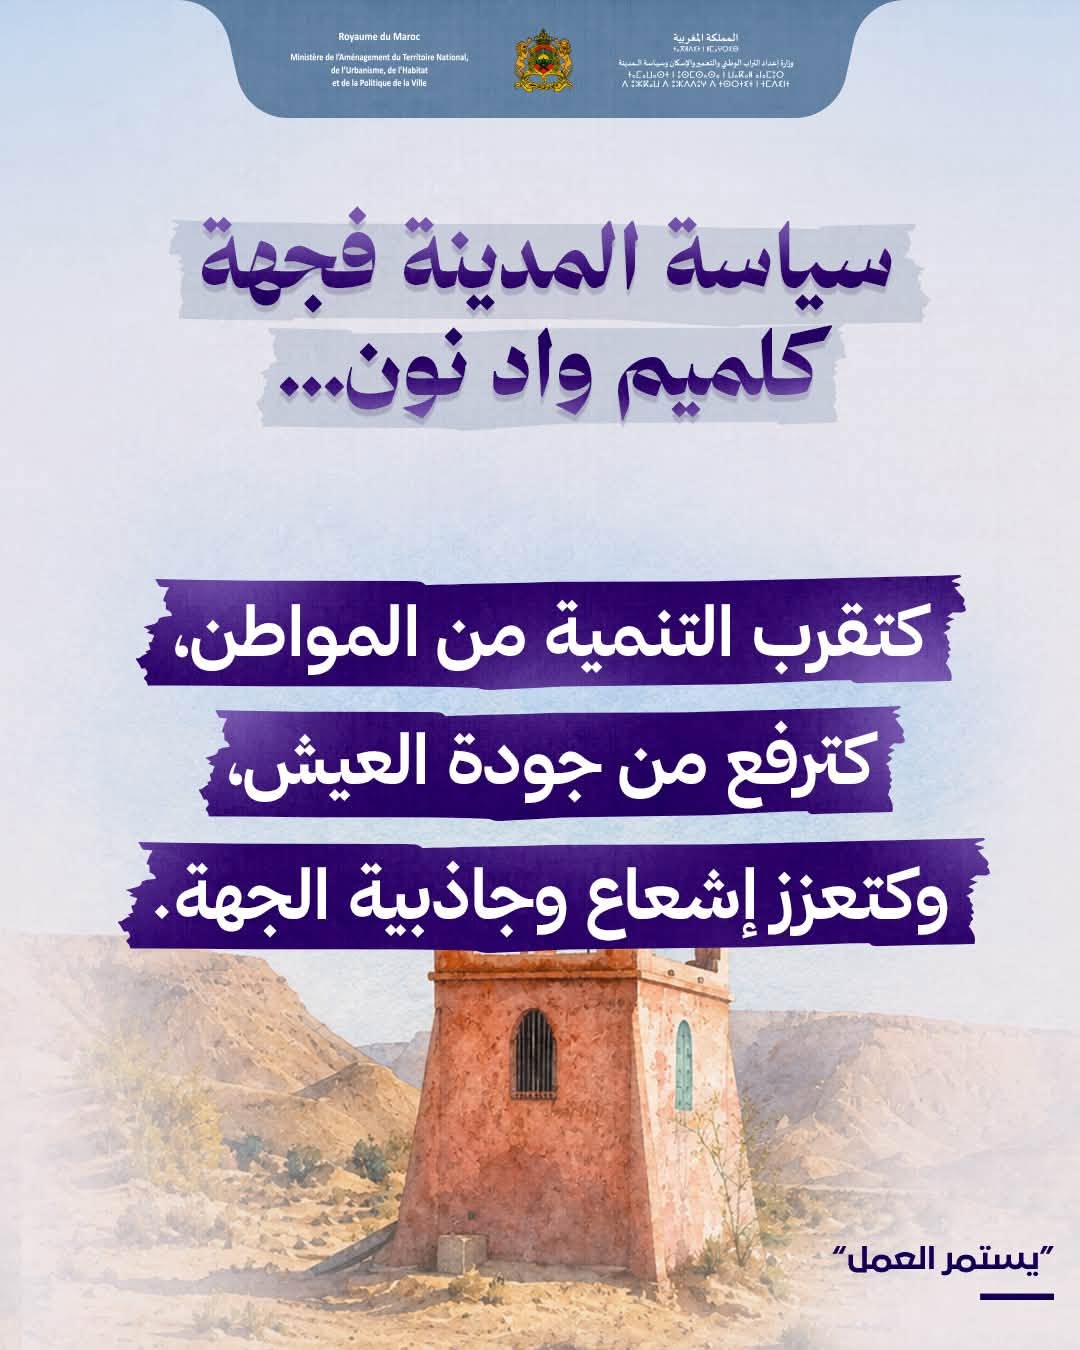 Royaume du Maroc
Ministère de l'Aménagement du Territoire National,
de l'Urbanisme, de l'Habitat
et de la Politique de la Ville
المملكة المغربية
ⵜⴰⴳⵍⴷⵉⵜ ⵏ ⵍⵎⵖⵔⵉⴱ
وزارة إعداد التراب الوطني والتعمير والإسكان وسياسة المدينة
سياسة المدينة فجهة
كلميم واد نون...
كتقرب التنمية من المواطن،
كترفع من جودة العيش،
وكتعزز إشعاع وجاذبية الجهة.
"يستمر العمل"